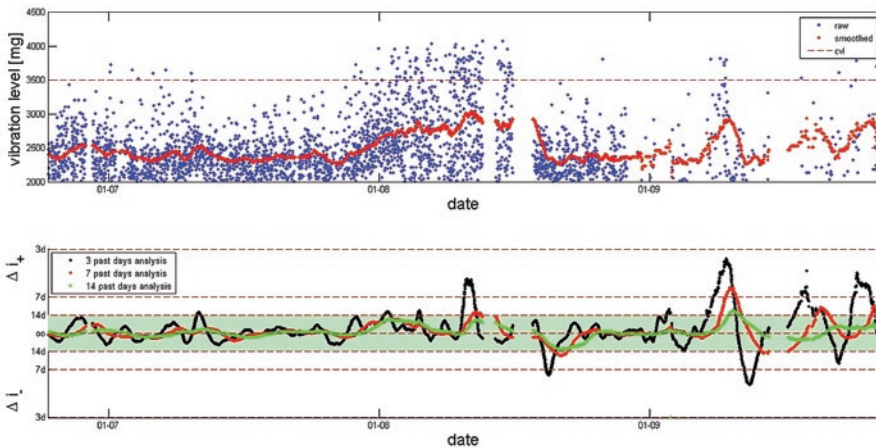 4500
4000
3500
3000
2500
2000
vibration level [mg]
raw
smoothed
cvl
01-07
01-08
01-09
date
3d
7d
14d
∞
14d
7d
3d
Δ i+
Δ i-
3 past days analysis
7 past days analysis
14 past days analysis
01-07
01-08
01-09
date